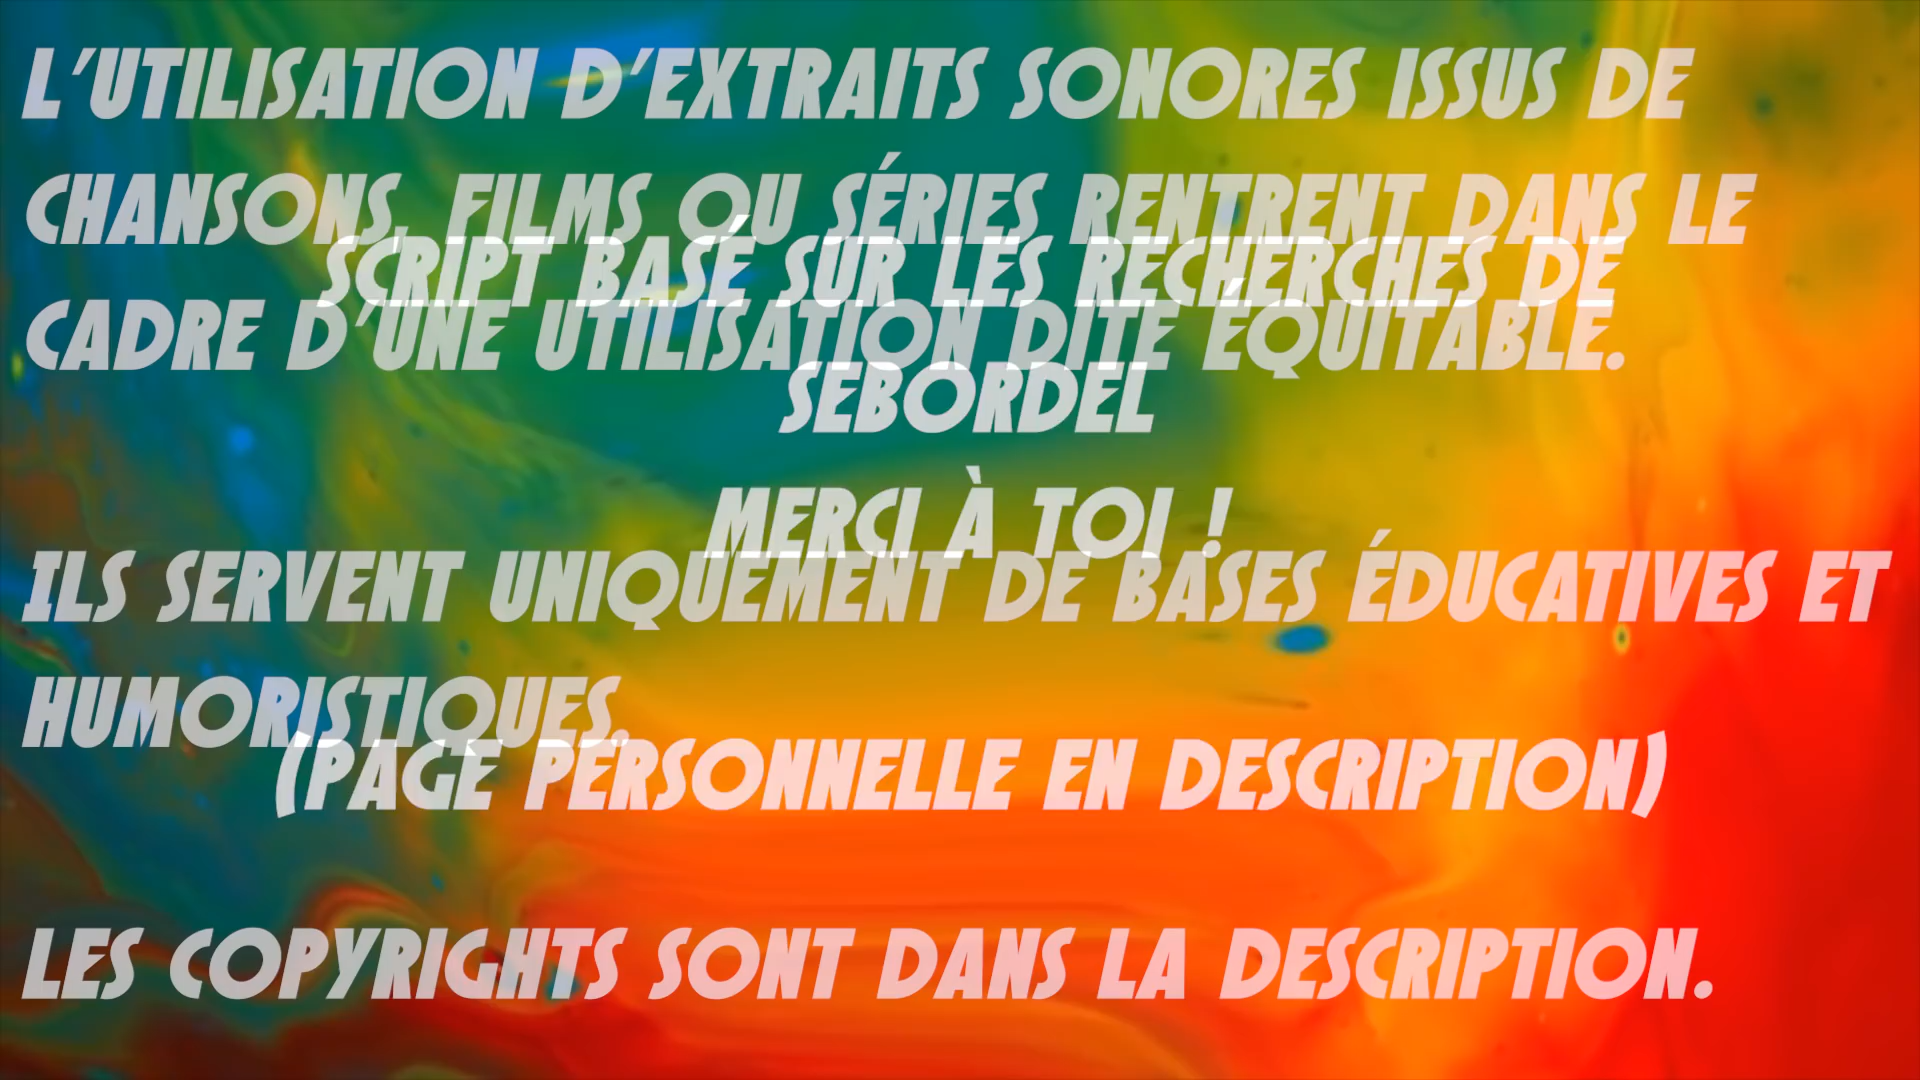 L'UTILISATION D'EXTRAITS SONORES ISSUS DE
CHANSONS, FILMS OU SÉRIES RENTRENT DANS LE
CADRE D'UNE UTILISATION DITE ÉQUITABLE.
ILS SERVENT UNIQUEMENT DE BASES ÉDUCATIVES ET
HUMORISTIQUES.
LES COPYRIGHTS SONT DANS LA DESCRIPTION.
SCRIPT BASÉ SUR LES RECHERCHES DE
SEBORDEL
MERCI À TOI !
(PAGE PERSONNELLE EN DESCRIPTION)